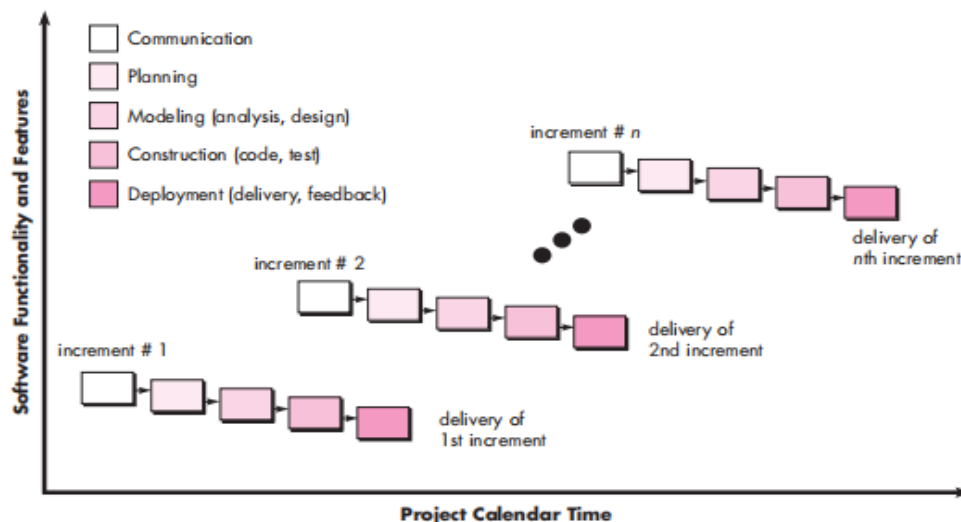 Communication
Planning
Modeling (analysis, design)
Construction (code, test)
Deployment (delivery, feedback)
increment # n
delivery of
nth increment
increment # 2
delivery of
2nd increment
increment # 1
delivery of
1st increment
Software Functionality and Features
Project Calendar Time